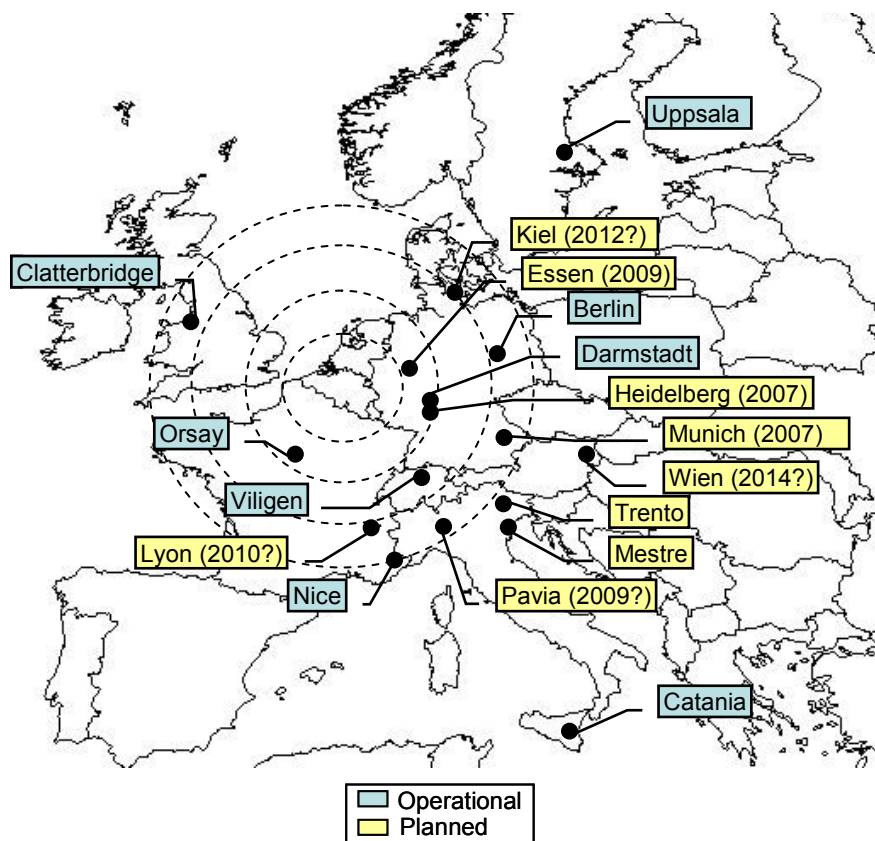 Uppsala
Kiel (2012?)
Clatterbridge
Essen (2009)
Berlin
Darmstadt
Heidelberg (2007)
Orsay
Munich (2007)
Viligen
Wien (2014?)
Trento
Lyon (2010?)
Mestre
Nice
Pavia (2009?)
Catania
Operational
Planned